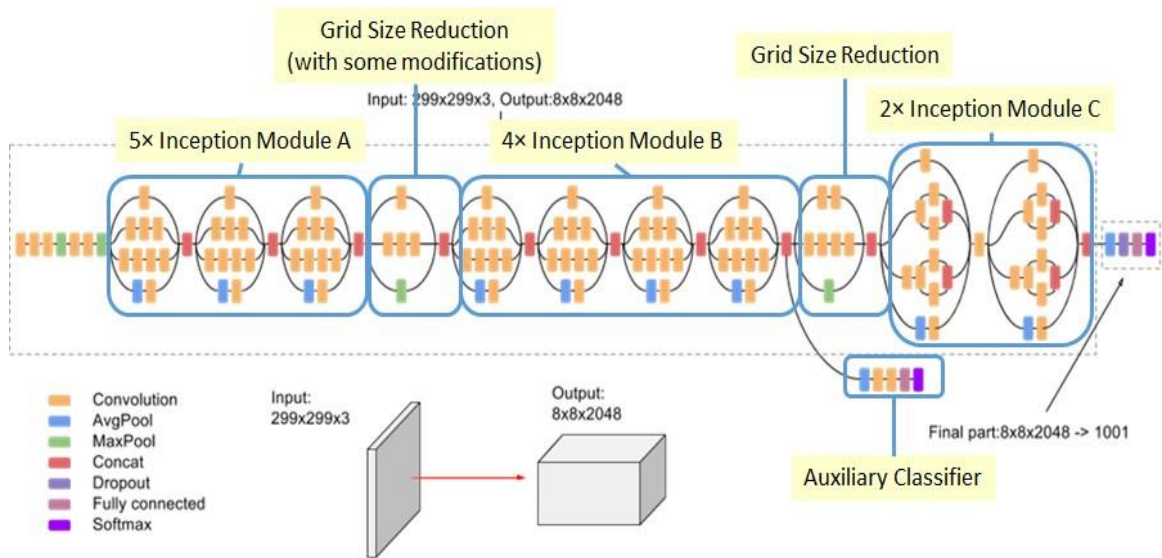 Grid Size Reduction
(with some modifications)
Grid Size Reduction
Input: 299x299x3, Output:8x8x2048
5× Inception Module A
4× Inception Module B
2× Inception Module C
Convolution
AvgPool
MaxPool
Concat
Dropout
Fully connected
Softmax
Input:
299x299x3
Output:
8x8x2048
Final part:8x8x2048 -> 1001
Auxiliary Classifier